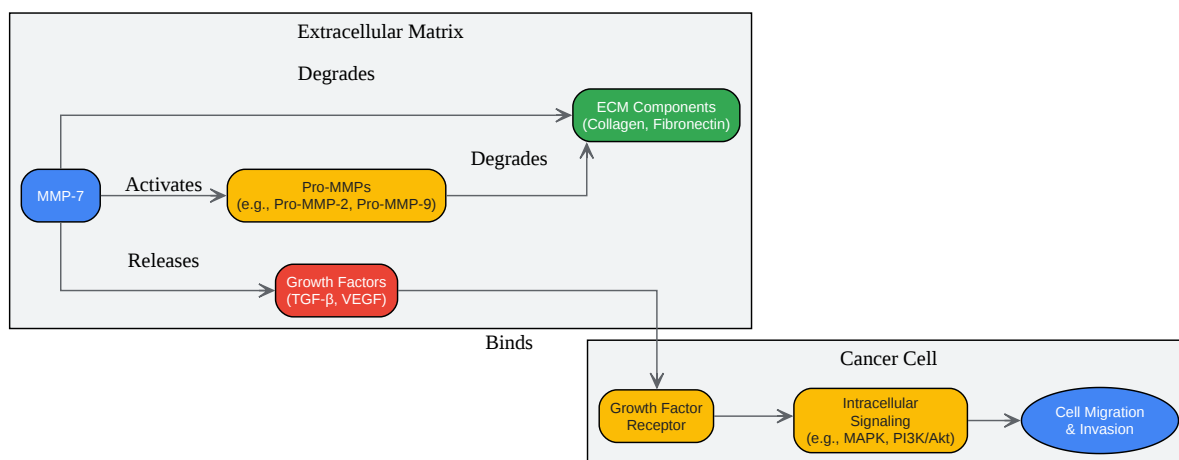 Extracellular Matrix
Degrades
ECM Components
(Collagen, Fibronectin)
Degrades
MMP-7
Activates
Pro-MMPs
(e.g., Pro-MMP-2, Pro-MMP-9)
Releases
Growth Factors
(TGF-β, VEGF)
Binds
Cancer Cell
Growth Factor
Receptor
Intracellular
Signaling
(e.g., MAPK, PI3K/Akt)
Cell Migration
& Invasion